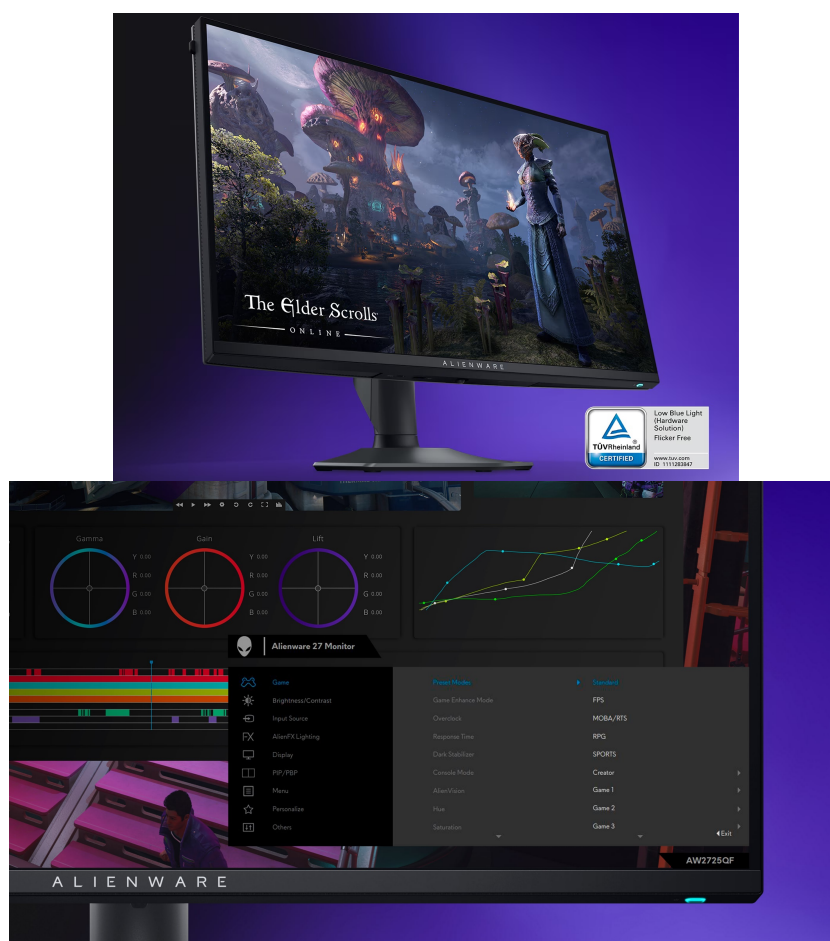 The Elder Scrolls
ONLINE
ALIENWARE
TÜVRheinland
CERTIFIED
Low Blue Light
(Hardware
Solution)
Flicker Free
www.tuv.com
ID 1111283847
Gamma
Y 0.00
R 0.00
G 0.00
B 0.00
Gain
Y 0.00
R 0.00
G 0.00
B 0.00
Lift
Y 0.00
R 0.00
G 0.00
B 0.00
Alienware 27 Monitor
Game
Brightness/Contrast
Input Source
AlienFX Lighting
Display
PIP/PBP
Menu
Personalize
Others
Preset Modes
Game Enhance Mode
Overclock
Response Time
Dark Stabilizer
Console Mode
AlienVision
Hue
Saturation
Standard
FPS
MOBA/RTS
RPG
SPORTS
Creator
Game 1
Game 2
Game 3
Exit
AW2725QF
ALIENWARE